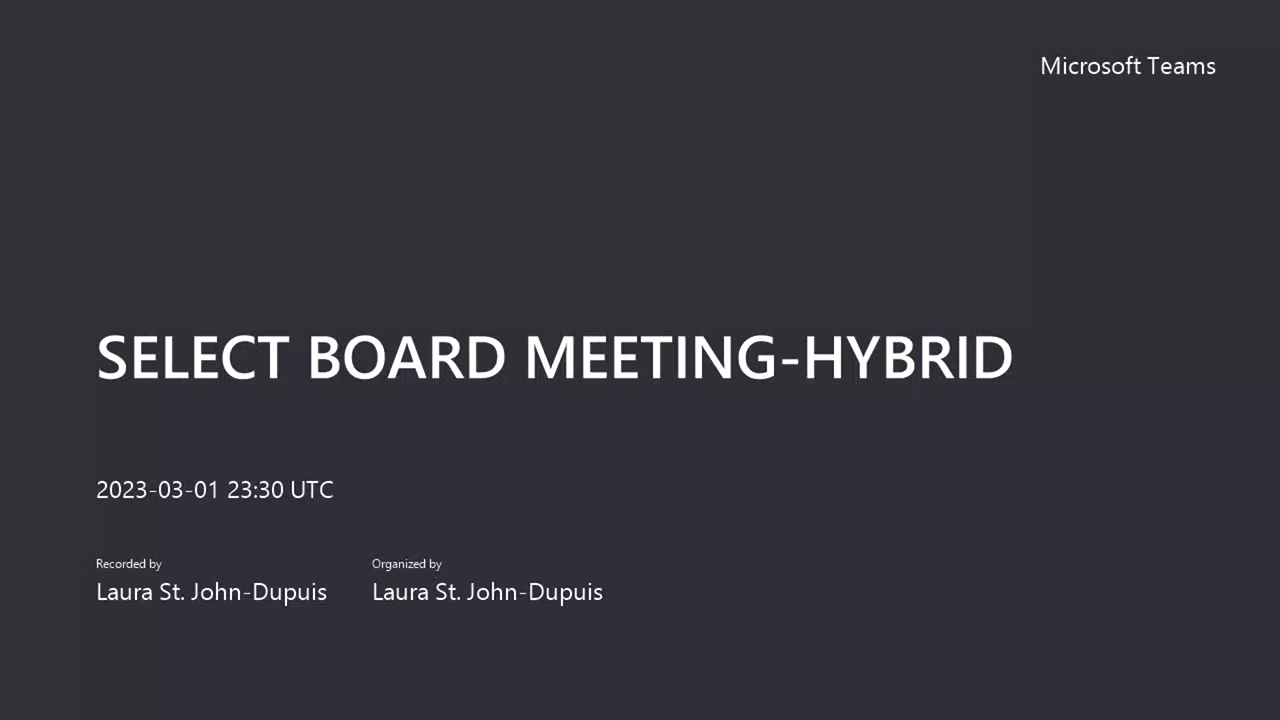 Microsoft Teams
SELECT BOARD MEETING-HYBRID
2023-03-01 23:30 UTC
Recorded by
Laura St. John-Dupuis
Organized by
Laura St. John-Dupuis